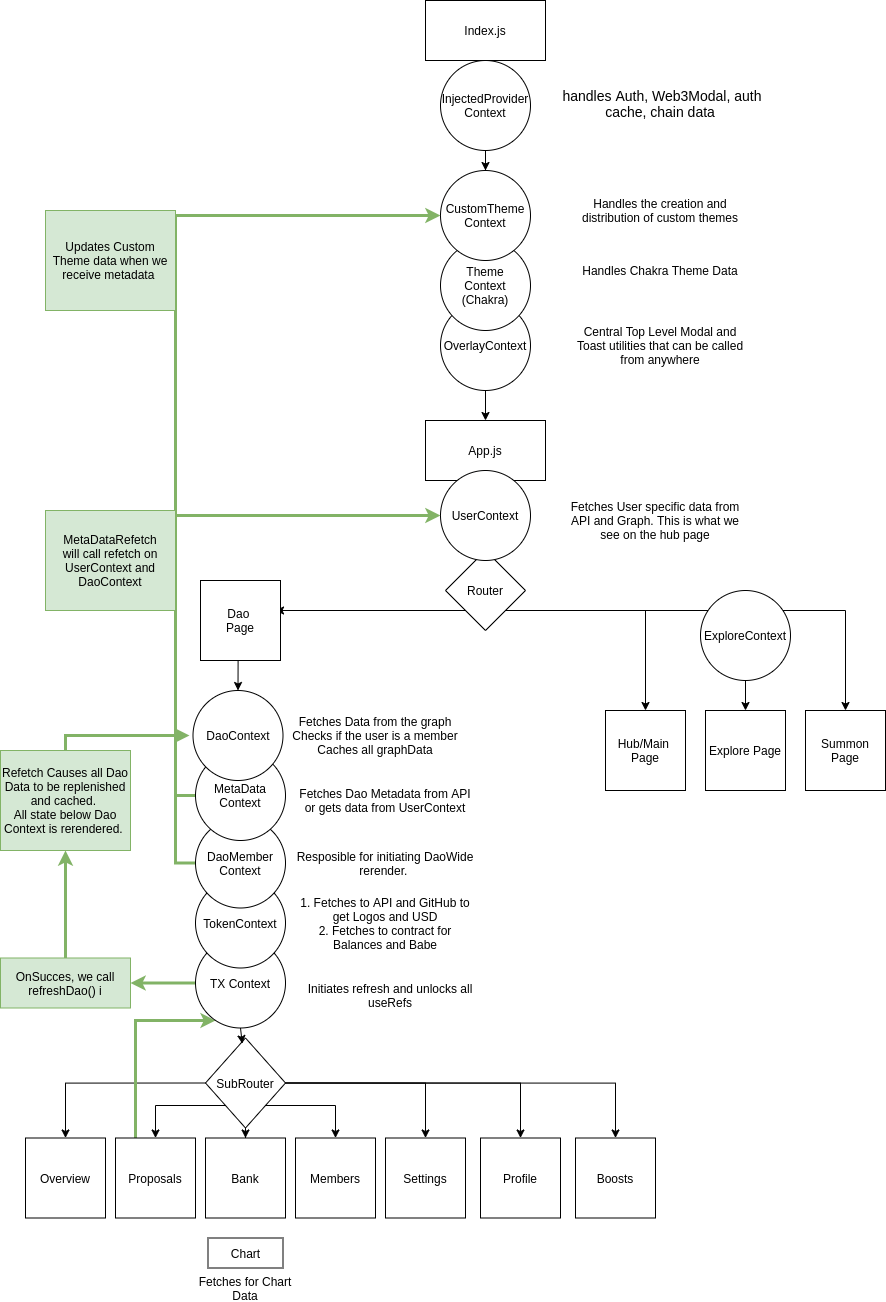 Index.js
InjectedProvider
Context
handles Auth, Web3Modal, auth
cache, chain data
CustomTheme
Context
Handles the creation and
distribution of custom themes
Updates Custom
Theme data when we
receive metadata
Theme
Context
(Chakra)
Handles Chakra Theme Data
OverlayContext
Central Top Level Modal and
Toast utilities that can be called
from anywhere
App.js
UserContext
Fetches User specific data from
API and Graph. This is what we
see on the hub page
MetaDataRefetch
will call refetch on
UserContext and
DaoContext
Router
Dao
Page
ExploreContext
Hub/Main
Page
Explore Page
Summon
Page
DaoContext
Fetches Data from the graph
Checks if the user is a member
Caches all graphData
Refetch Causes all Dao
Data to be replenished
and cached.
All state below Dao
Context is rerendered.
MetaData
Context
Fetches Dao Metadata from API
or gets data from UserContext
DaoMember
Context
Resposible for initiating DaoWide
rerender.
TokenContext
1. Fetches to API and GitHub to
get Logos and USD
2. Fetches to contract for
Balances and Babe
OnSucces, we call
refreshDao() i
TX Context
Initiates refresh and unlocks all
useRefs
SubRouter
Overview
Proposals
Bank
Members
Settings
Profile
Boosts
Chart
Fetches for Chart
Data